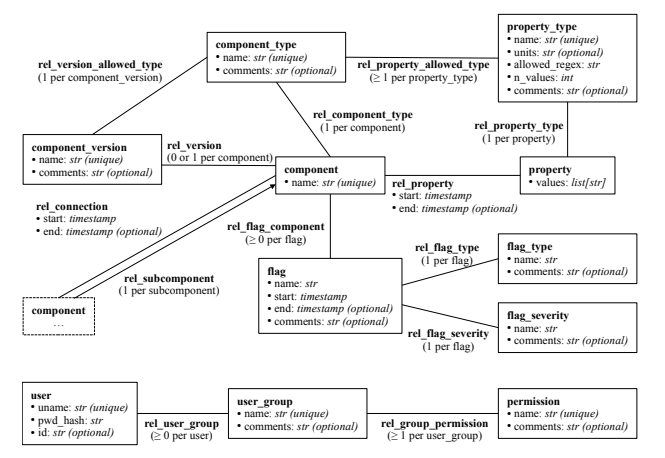 component_type
• name: str (unique)
• comments: str (optional)
property_type
• name: str (unique)
• units: str (optional)
• allowed_regex: str
• n_values: int
• comments: str (optional)
rel_version_allowed_type
(1 per component_version)
rel_property_allowed_type
(≥ 1 per property_type)
rel_component_type
(1 per component)
rel_property_type
(1 per property)
component_version
• name: str (unique)
• comments: str (optional)
rel_version
(0 or 1 per component)
component
• name: str (unique)
rel_property
• start: timestamp
• end: timestamp (optional)
property
• values: list[str]
rel_connection
• start: timestamp
• end: timestamp (optional)
rel_flag_component
(≥ 0 per flag)
rel_subcomponent
(1 per subcomponent)
component
...
flag
• name: str
• start: timestamp
• end: timestamp (optional)
• comments: str (optional)
rel_flag_type
(1 per flag)
flag_type
• name: str
• comments: str (optional)
rel_flag_severity
(1 per flag)
flag_severity
• name: str
• comments: str (optional)
user
• uname: str (unique)
• pwd_hash: str
• id: str (optional)
rel_user_group
(≥ 0 per user)
user_group
• name: str (unique)
• comments: str (optional)
rel_group_permission
(≥ 1 per user_group)
permission
• name: str (unique)
• comments: str (optional)